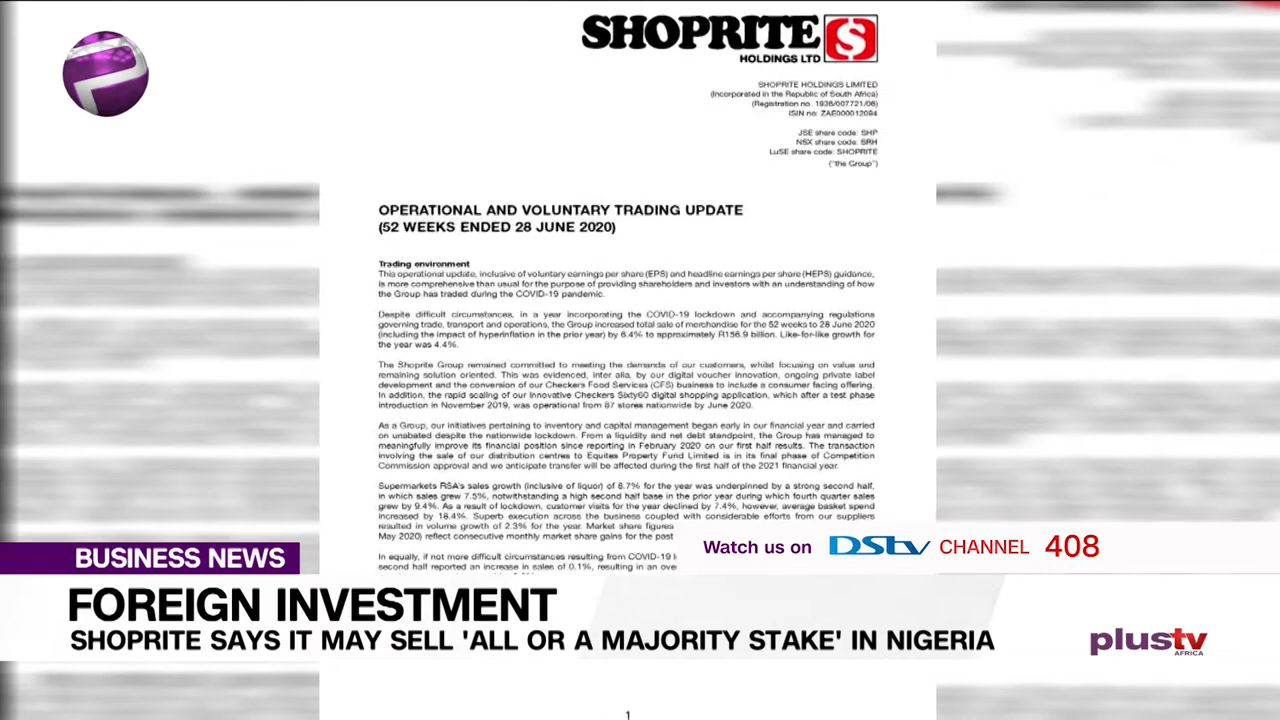 SHOPRITE
HOLDINGS LTD
SHOPRITE HOLDINGS LIMITED
(Incorporated in the Republic of South Africa)
(Registration no. 1936/007721/06)
ISIN no: ZAE000012084
JSE share code: SHP
NSX share code: SRH
LuSE share code: SHOPRITE
("the Group")
OPERATIONAL AND VOLUNTARY TRADING UPDATE
(52 WEEKS ENDED 28 JUNE 2020)
Trading environment
This operational update, inclusive of voluntary earnings per share (EPS) and headline earnings per share (HEPS) guidance,
is more comprehensive than usual for the purpose of providing shareholders and investors with an understanding of how
the Group has traded during the COVID-19 pandemic.
Despite difficult circumstances, in a year incorporating the COVID-19 lockdown and accompanying regulations
governing trade, transport and operations, the Group increased total sale of merchandise for the 52 weeks to 28 June 2020
(including the impact of hyperinflation in the prior year) by 6.4% to approximately R156.9 billion. Like-for-like growth for
the year was 4.4%.
The Shoprite Group remained committed to meeting the demands of our customers, whilst focusing on value and
remaining solution oriented. This was evidenced, inter alia, by our digital voucher innovation, ongoing private label
development and the conversion of our Checkers Food Services (CFS) business to include a consumer facing offering.
In addition, the rapid scaling of our innovative Checkers Sixty60 digital shopping application, which after a test phase
introduction in November 2019, was operational from 87 stores nationwide by June 2020.
As a Group, our initiatives pertaining to inventory and capital management began early in our financial year and carried
on unabated despite the nationwide lockdown. From a liquidity and net debt standpoint, the Group has managed to
meaningfully improve its financial position since reporting in February 2020 on our first half results. The transaction
involving the sale of our distribution centres to Equites Property Fund Limited is in its final phase of Competition
Commission approval and we anticipate transfer will be affected during the first half of the 2021 financial year.
Supermarkets RSA's sales growth (inclusive of liquor) of 8.7% for the year was underpinned by a strong second half,
in which sales grew 7.5%, notwithstanding a high second half base in the prior year during which fourth quarter sales
grew by 9.4%. As a result of lockdown, customer visits for the year declined by 7.4%, however, average basket spend
increased by 18.4%. Superb execution across the business coupled with considerable efforts from our suppliers
resulted in volume growth of 2.3% for the year. Market share figures
May 2020) reflect consecutive monthly market share gains for the past
In equally, if not more difficult circumstances resulting from COVID-19 l
second half reported an increase in sales of 0.1%, resulting in an ove
Watch us on DStv CHANNEL 408
BUSINESS NEWS
FOREIGN INVESTMENT
SHOPRITE SAYS IT MAY SELL 'ALL OR A MAJORITY STAKE' IN NIGERIA
plustv
AFRICA
1